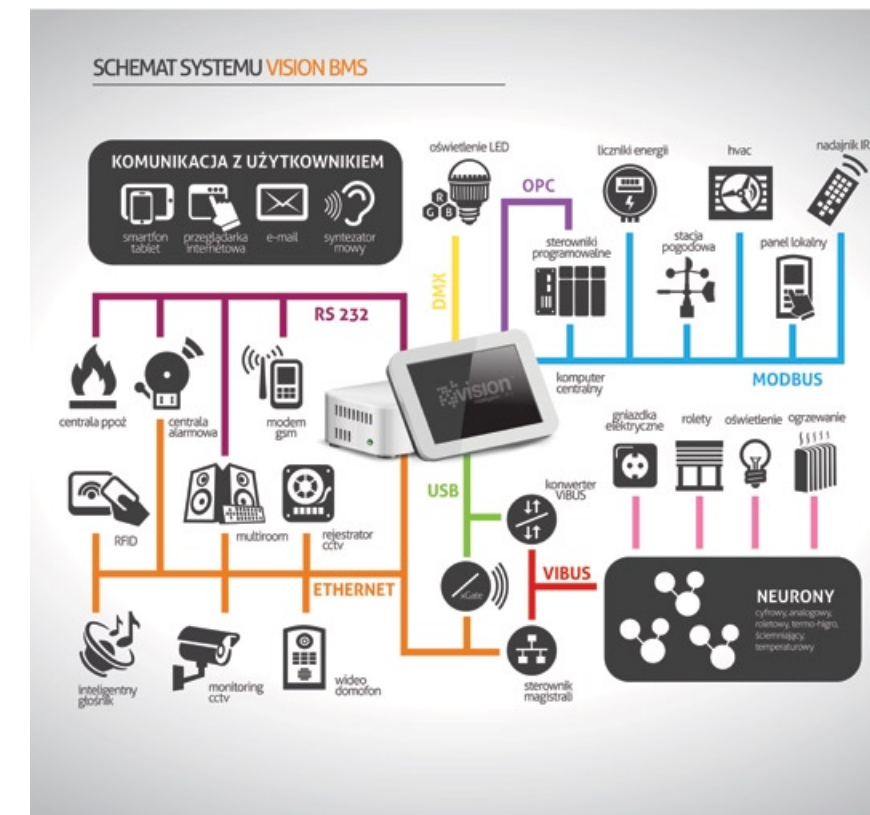 SCHEMAT SYSTEMU VISION BMS
KOMUNIKACJA Z UŻYTKOWNIKIEM
smartfon
tablet
przeglądarka
internetowa
e-mail
syntezator
mowy
oświetlenie LED
R
G B
DMX
OPC
sterowniki
programowalne
liczniki energii
stacja
pogodowa
hvac
panel lokalny
nadajnik IR
MODBUS
RS 232
centrala ppoż
centrala
alarmowa
modem
gsm
vision
komputer
centralny
gniazdka
elektryczne
rolety
oświetlenie
ogrzewanie
RFID
multiroom
rejestrator
cctv
USB
konwerter
VIBUS
ETHERNET
xGate
VIBUS
NEURONY
cyfrowy, analogowy,
roletowy, termo-higro,
ściemniający,
temperaturowy
inteligentny
głośnik
monitoring
cctv
wideo
domofon
sterownik
magistrali